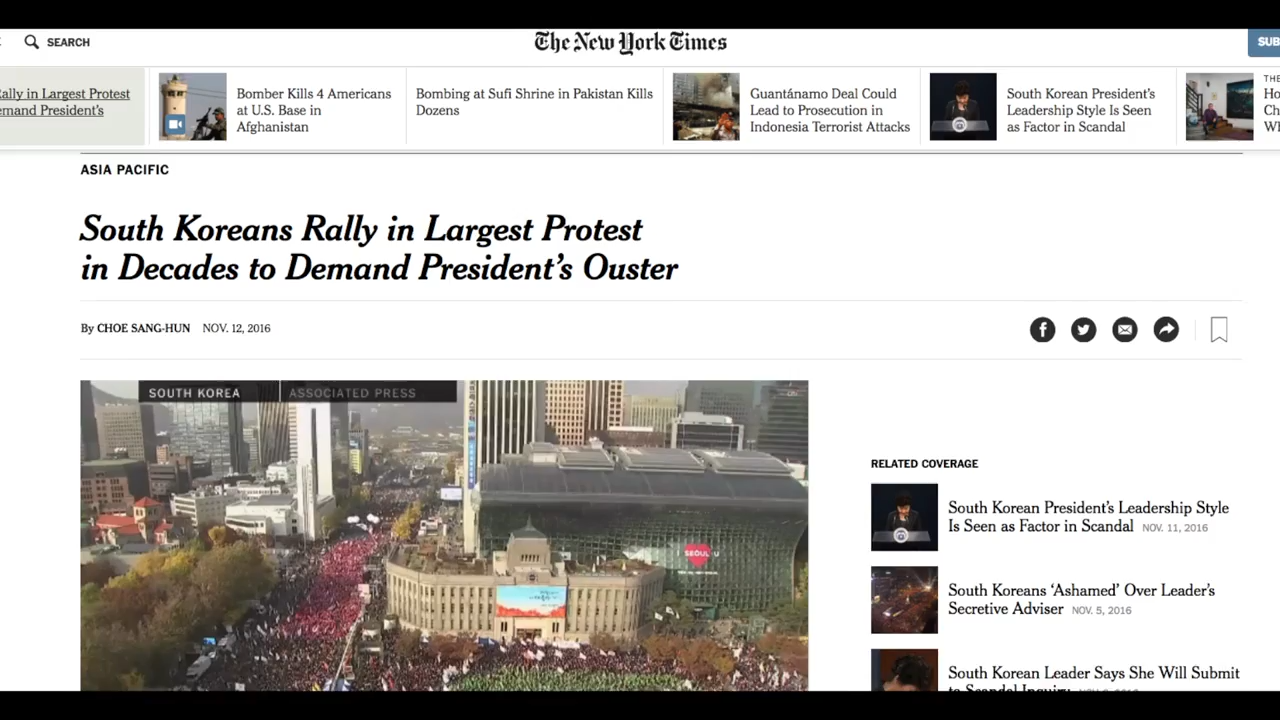 SEARCH
The New York Times
SUB
ally in Largest Protest
emand President's
Bomber Kills 4 Americans
at U.S. Base in
Afghanistan
Bombing at Sufi Shrine in Pakistan Kills
Dozens
Guantánamo Deal Could
Lead to Prosecution in
Indonesia Terrorist Attacks
South Korean President's
Leadership Style Is Seen
as Factor in Scandal
THE
Ho
Ch
Wh
ASIA PACIFIC
South Koreans Rally in Largest Protest
in Decades to Demand President's Ouster
By CHOE SANG-HUN NOV. 12, 2016
SOUTH KOREA ASSOCIATED PRESS
SEOUL U
RELATED COVERAGE
South Korean President's Leadership Style
Is Seen as Factor in Scandal NOV. 11, 2016
South Koreans 'Ashamed' Over Leader's
Secretive Adviser NOV. 5, 2016
South Korean Leader Says She Will Submit
to Scandal Inquiry